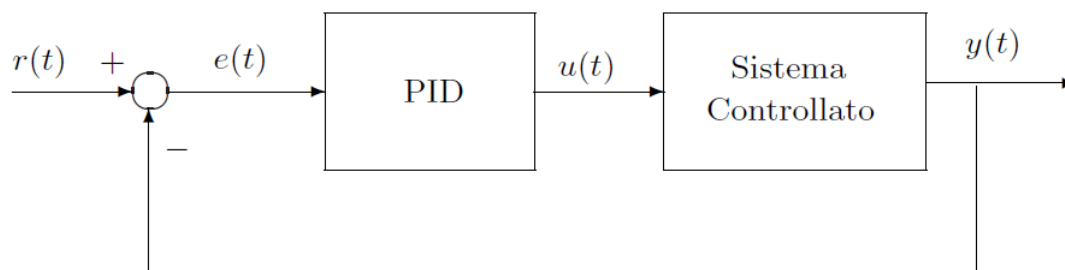 r(t)
+
e(t)
PID
u(t)
Sistema
Controllato
y(t)
−